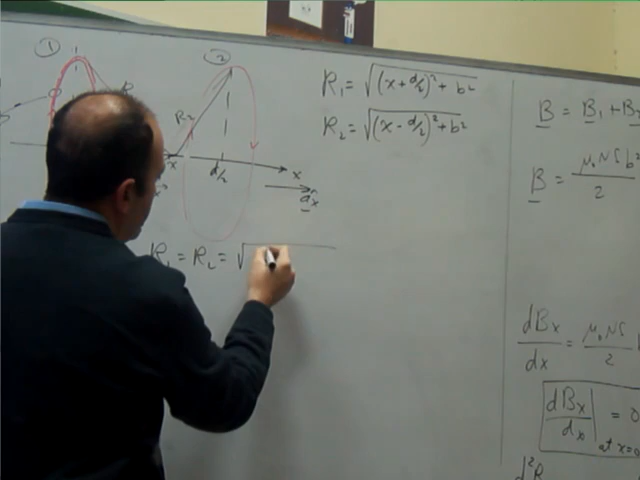 ①
②
R₂
x
d/2
x
âx
R₁ = √((x + d/2)² + b²)
R₂ = √((x - d/2)² + b²)
R₁ = R₂ = √
B = B₁ + B₂
B = μ₀NI b² / 2
dBx/dx = μ₀NI / 2
dBx/dx | = 0
at x=0